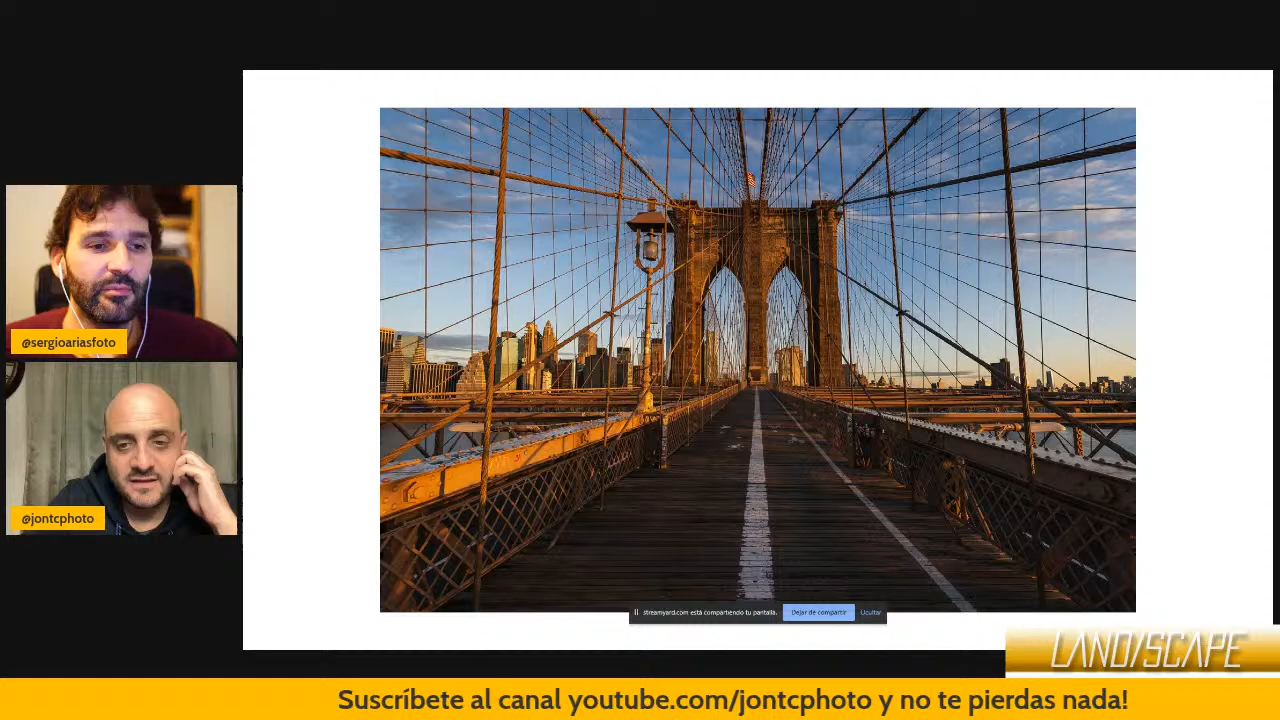 @sergioariasfoto
@jontcphoto
streamyard.com está compartiendo tu pantalla.
Dejar de compartir
Ocultar
LAND/SCAPE
Suscríbete al canal youtube.com/jontcphoto y no te pierdas nada!